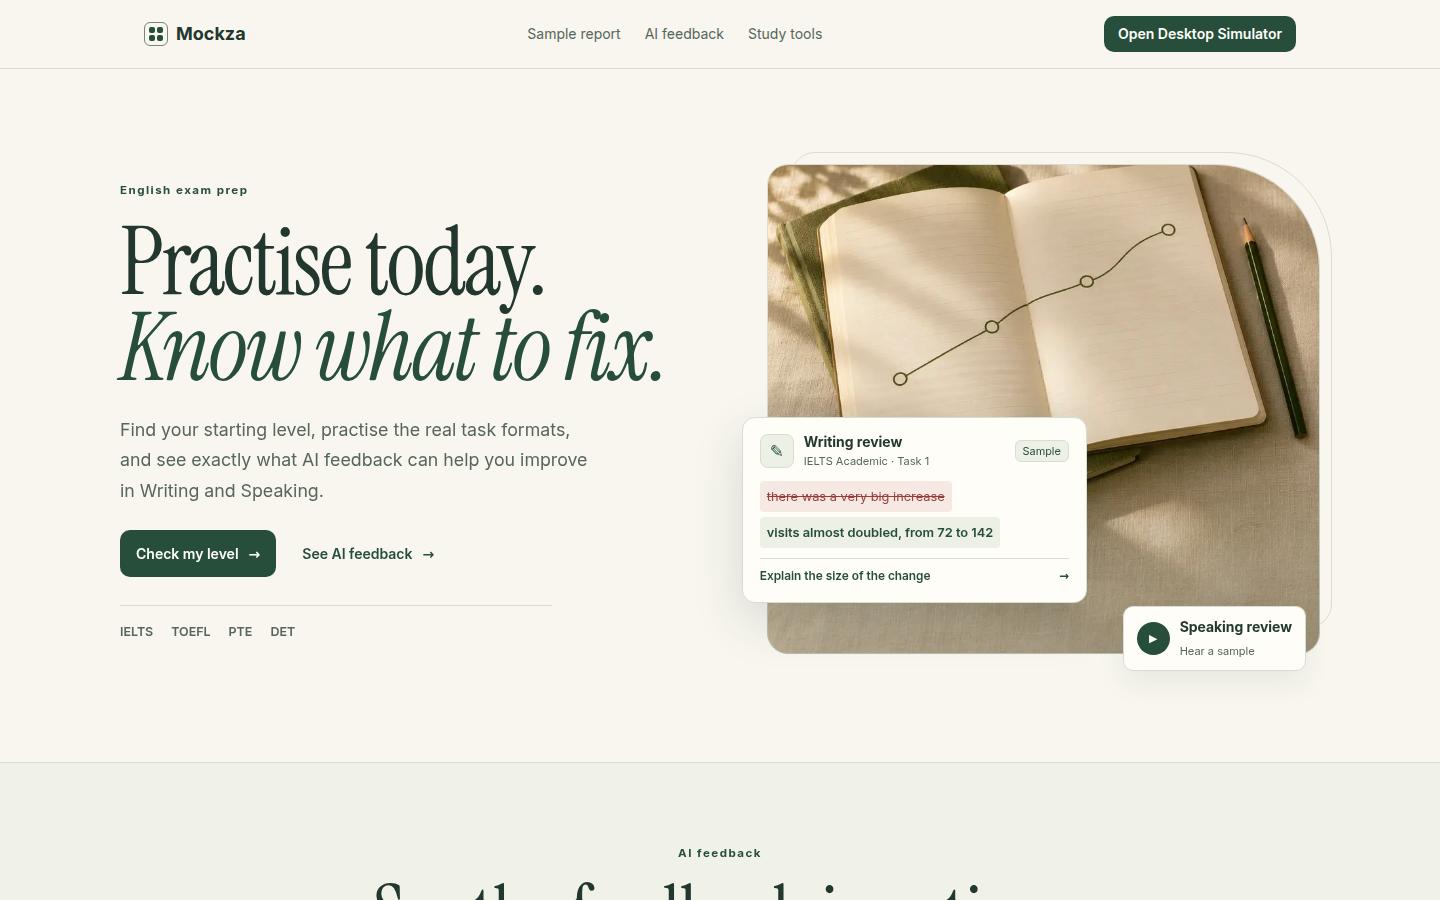 Mockza
Sample report
AI feedback
Study tools
Open Desktop Simulator
English exam prep
Practise today.
Know what to fix.
Find your starting level, practise the real task formats,
and see exactly what AI feedback can help you improve
in Writing and Speaking.
Check my level →
See AI feedback →
IELTS TOEFL PTE DET
Writing review
IELTS Academic · Task 1
Sample
there was a very big increase
visits almost doubled, from 72 to 142
Explain the size of the change →
Speaking review
Hear a sample
AI feedback